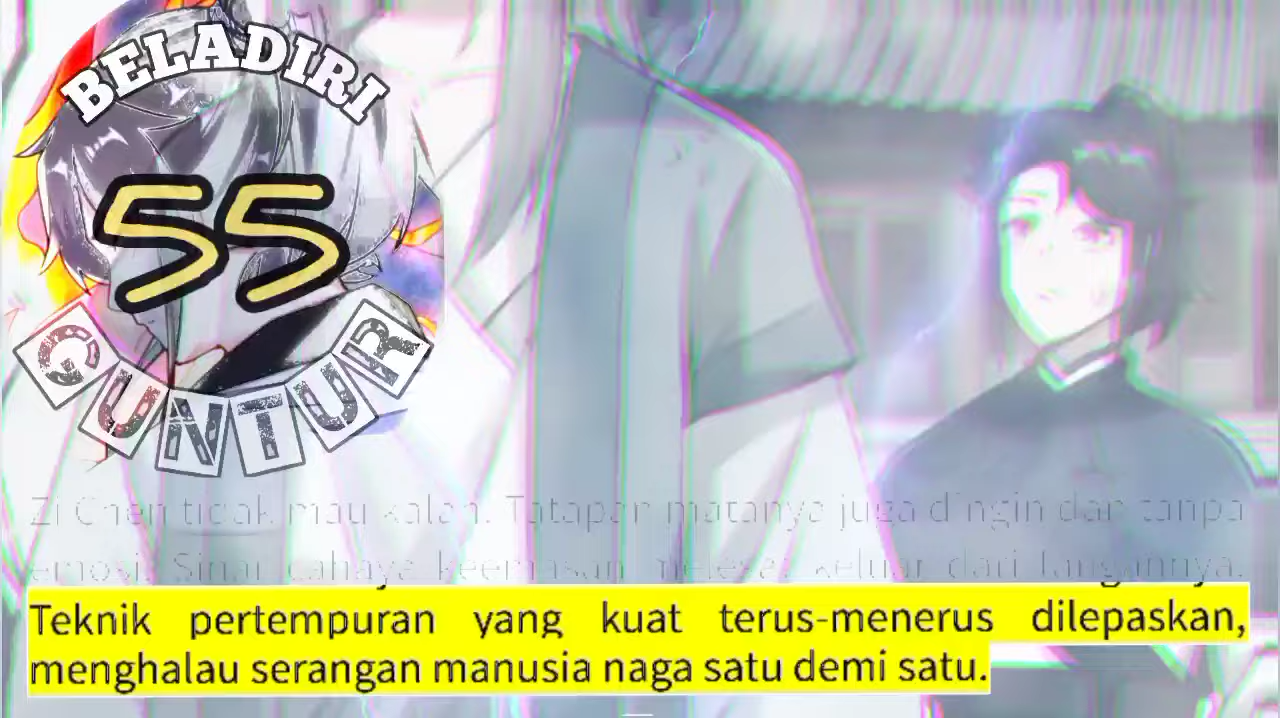 BELADIRI
55
GUNTUR
Zi Chen tidak mau kalah. Tatapan matanya juga dingin dan tanpa
emosi. Sinar cahaya keemasan melesat keluar dari tangannya.
Teknik pertempuran yang kuat terus-menerus dilepaskan,
menghalau serangan manusia naga satu demi satu.